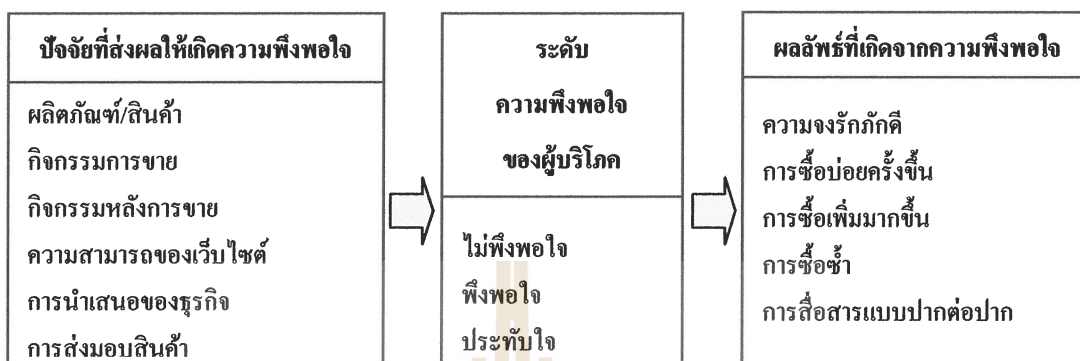 ปัจจัยที่ส่งผลให้เกิดความพึงพอใจ
ผลิตภัณฑ์/สินค้า
กิจกรรมการขาย
กิจกรรมหลังการขาย
ความสามารถของเว็บไซต์
การนำเสนอของธุรกิจ
การส่งมอบสินค้า
ระดับ
ความพึงพอใจ
ของผู้บริโภค
ไม่พึงพอใจ
พึงพอใจ
ประทับใจ
ผลลัพธ์ที่เกิดจากความพึงพอใจ
ความจงรักภักดี
การซื้อบ่อยครั้งขึ้น
การซื้อเพิ่มมากขึ้น
การซื้อซ้ำ
การสื่อสารแบบปากต่อปาก